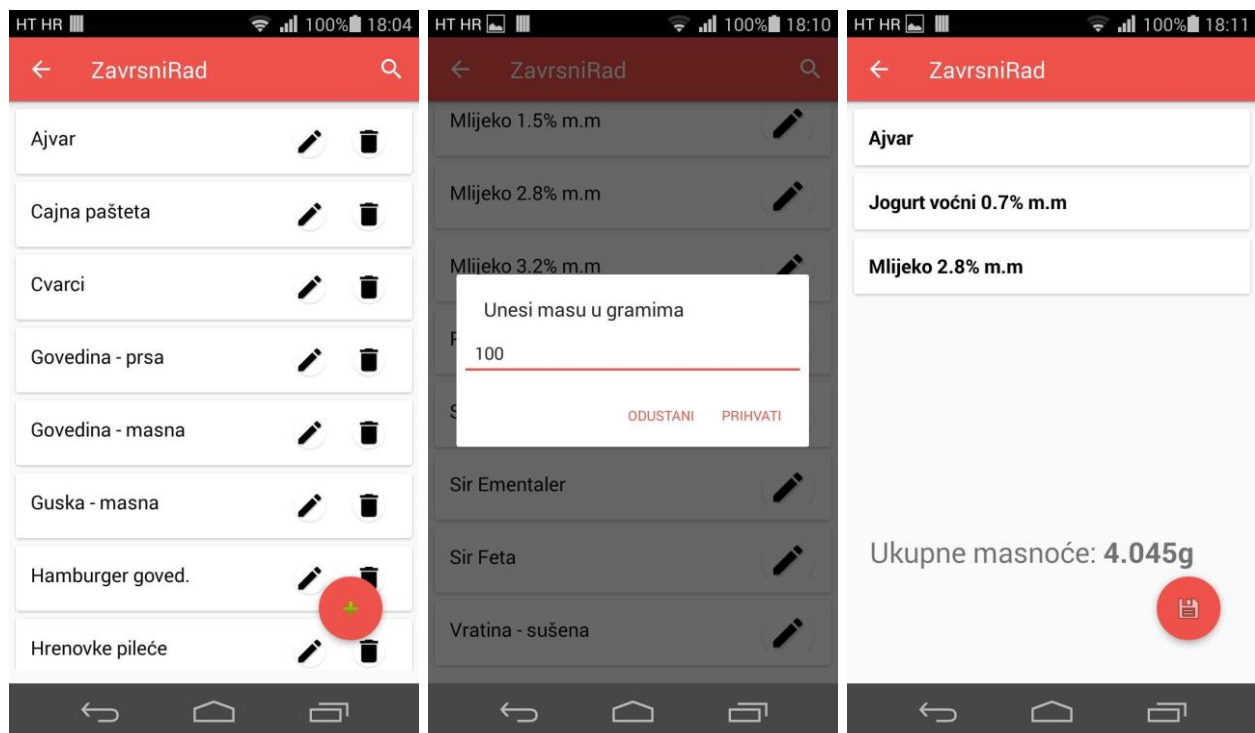 HT HR 100% 18:04
ZavrsniRad
Ajvar
Cajna pašteta
Cvarci
Govedina - prsa
Govedina - masna
Guska - masna
Hamburger goved.
Hrenovke pileće
HT HR 100% 18:10
ZavrsniRad
Mlijeko 1.5% m.m
Mlijeko 2.8% m.m
Mlijeko 3.2% m.m
Unesi masu u gramima
100
ODUSTANI PRIHVATI
Sir Ementaler
Sir Feta
Vratina - sušena
HT HR 100% 18:11
ZavrsniRad
Ajvar
Jogurt voćni 0.7% m.m
Mlijeko 2.8% m.m
Ukupne masnoće: 4.045g